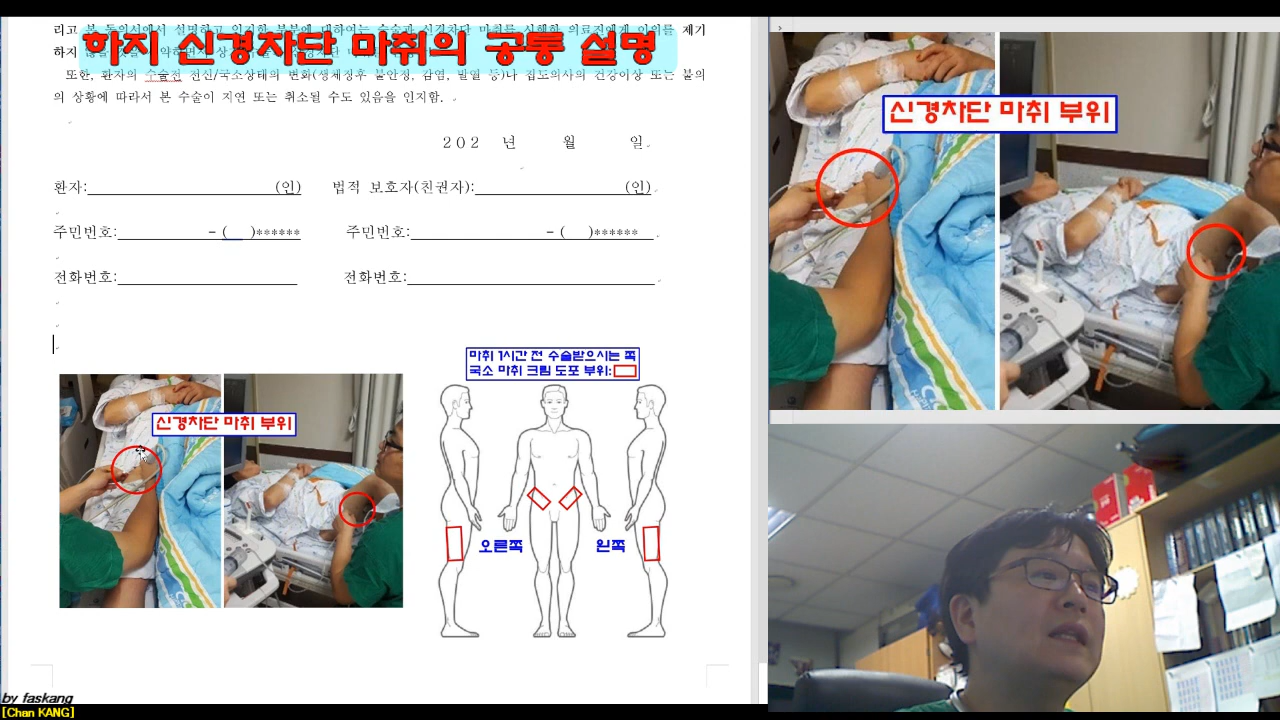 하지 신경차단 마취의 공통 설명
리고 본 동의서에서 설명하고 인지한 부분에 대하여는 수술과 신경차단 마취를 시행한 의료진에게 이의를 제기
하지
또한, 환자의 수술전 전신/국소상태의 변화(생체징후 불안정, 감염, 발열 등)나 집도의사의 건강이상 또는 불의
의 상황에 따라서 본 수술이 지연 또는 취소될 수도 있음을 인지함.
202 년 월 일
환자: (인) 법적 보호자(친권자): (인)
주민번호: - ( )****** 주민번호: - ( )******
전화번호: 전화번호:
신경차단 마취 부위
마취 1시간 전 수술받으시는 쪽
국소 마취 크림 도포 부위:
오른쪽 왼쪽
신경차단 마취 부위
by faskang
[Chan KANG]